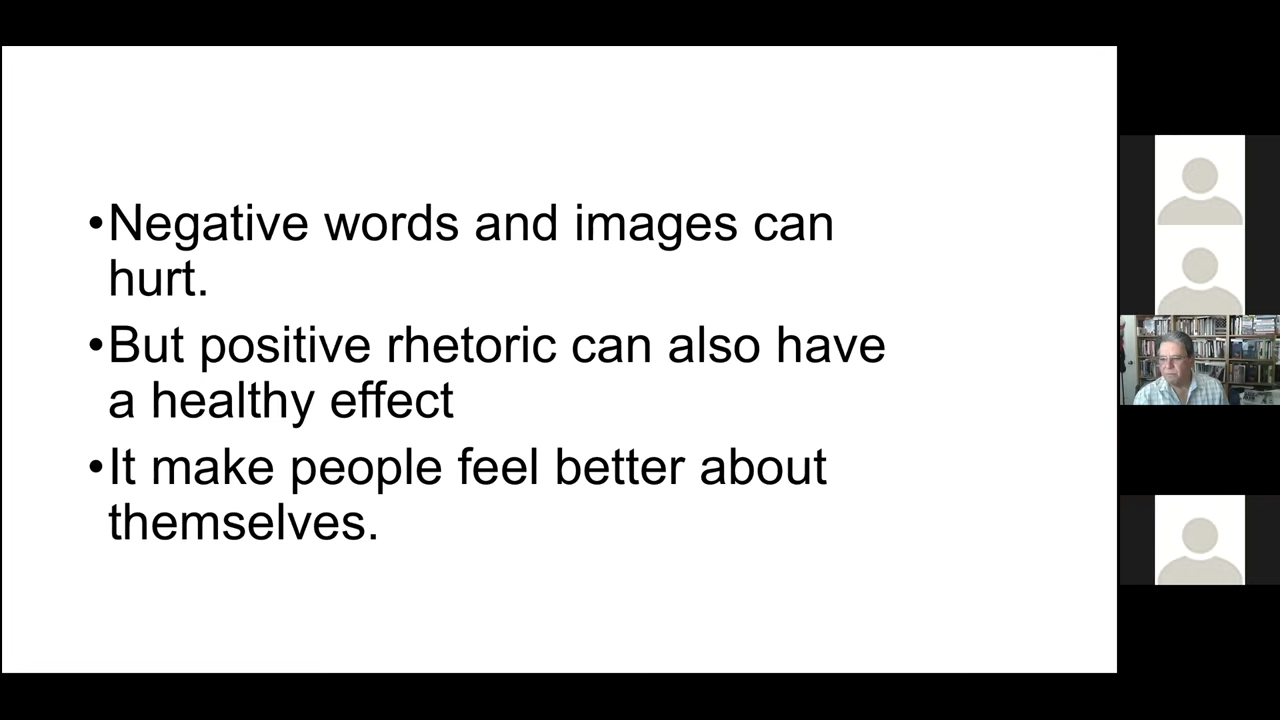 •Negative words and images can
hurt.
•But positive rhetoric can also have
a healthy effect
•It make people feel better about
themselves.